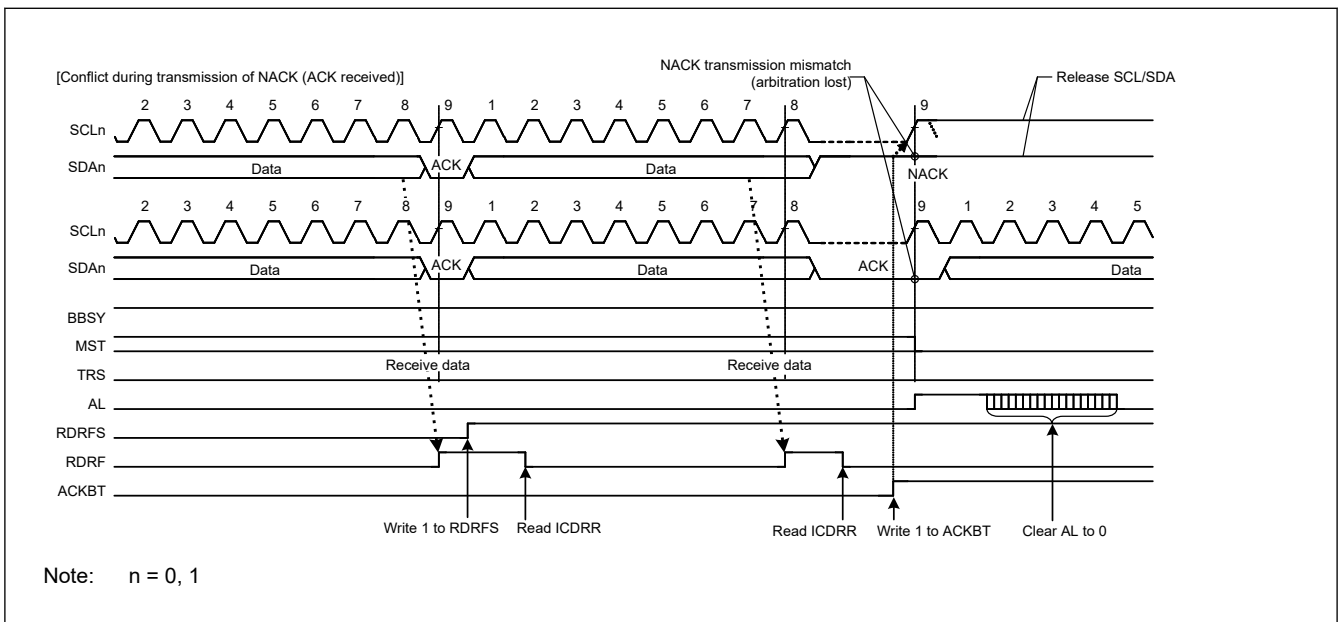 [Conflict during transmission of NACK (ACK received)]
NACK transmission mismatch
(arbitration lost)
Release SCL/SDA
2 3 4 5 6 7 8 9 1 2 3 4 5 6 7 8 9
SCLn
SDAn Data ACK Data NACK
2 3 4 5 6 7 8 9 1 2 3 4 5 6 7 8 9 1 2 3 4 5
SCLn
SDAn Data ACK Data ACK Data
BBSY
MST
Receive data Receive data
TRS
AL
RDRFS
RDRF
ACKBT
Write 1 to RDRFS Read ICDRR Read ICDRR Write 1 to ACKBT Clear AL to 0
Note: n = 0, 1